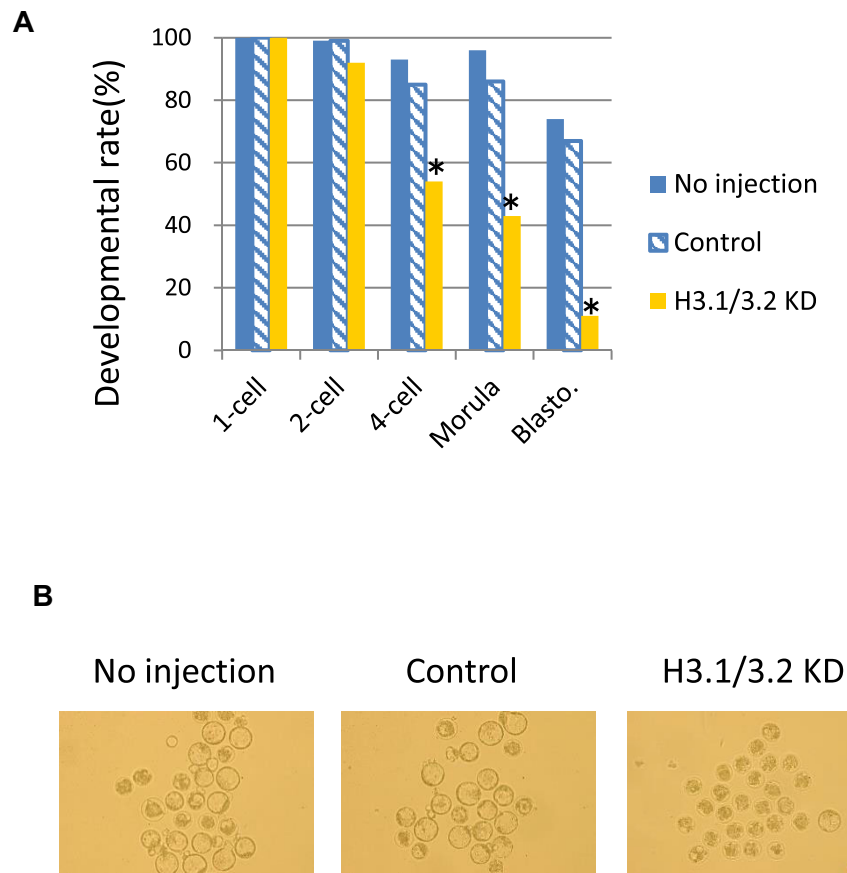 A
Developmental rate(%)
100
80
60
40
20
0
*
*
*
1-cell
2-cell
4-cell
Morula
Blasto.
No injection
Control
H3.1/3.2 KD
B
No injection
Control
H3.1/3.2 KD